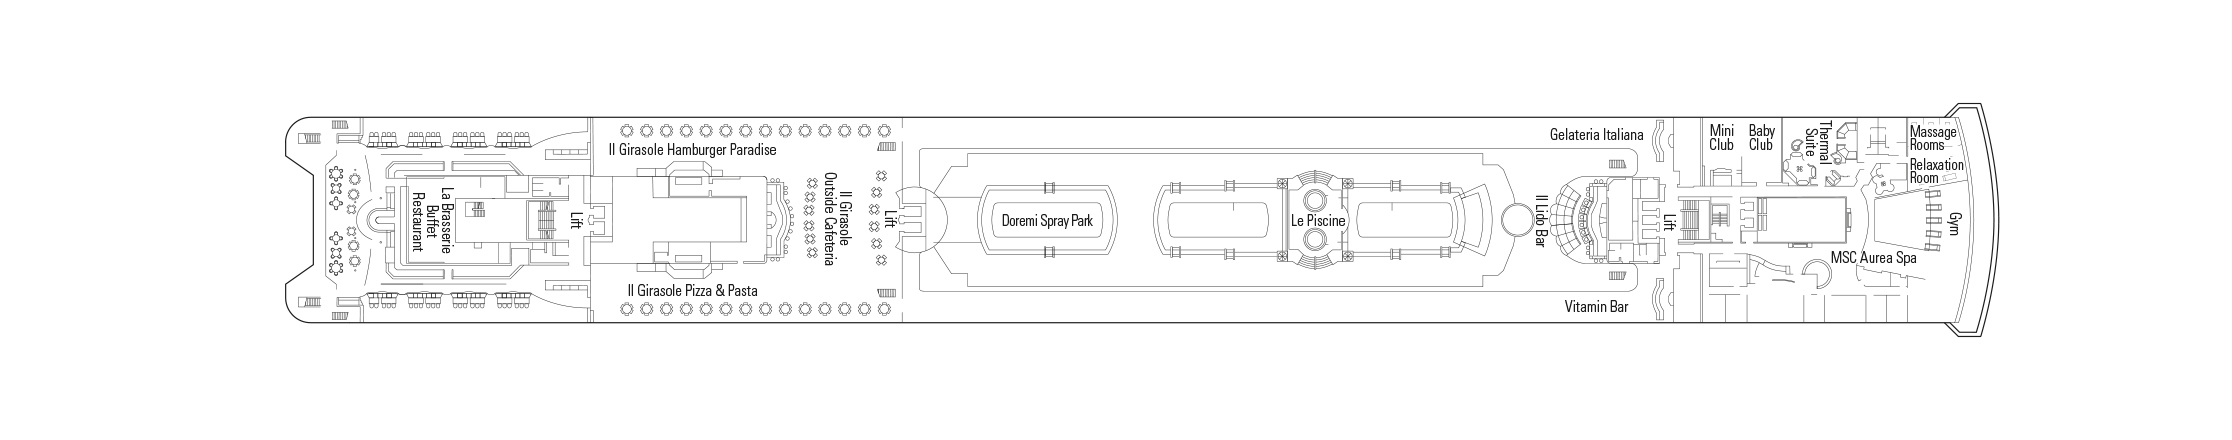 La Brasserie
Buffet
Restaurant
Lift
Il Girasole Hamburger Paradise
Il Girasole Pizza & Pasta
Il Girasole
Outside Cafeteria
Lift
Doremi Spray Park
Le Piscine
Il Lido Bar
Gelateria Italiana
Vitamin Bar
Lift
Mini
Club
Baby
Club
Thermal
Suite
Massage
Rooms
Relaxation
Room
Gym
MSC Aurea Spa